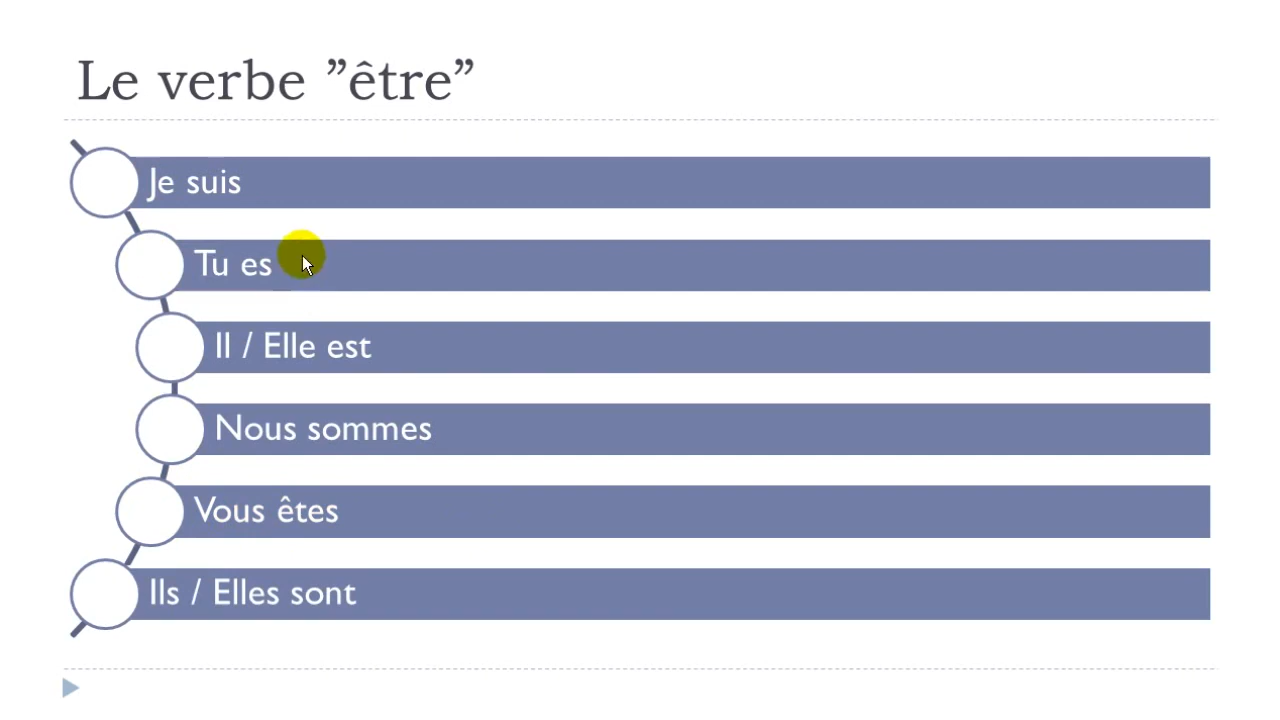 Le verbe ”être”
Je suis
Tu es
Il / Elle est
Nous sommes
Vous êtes
Ils / Elles sont